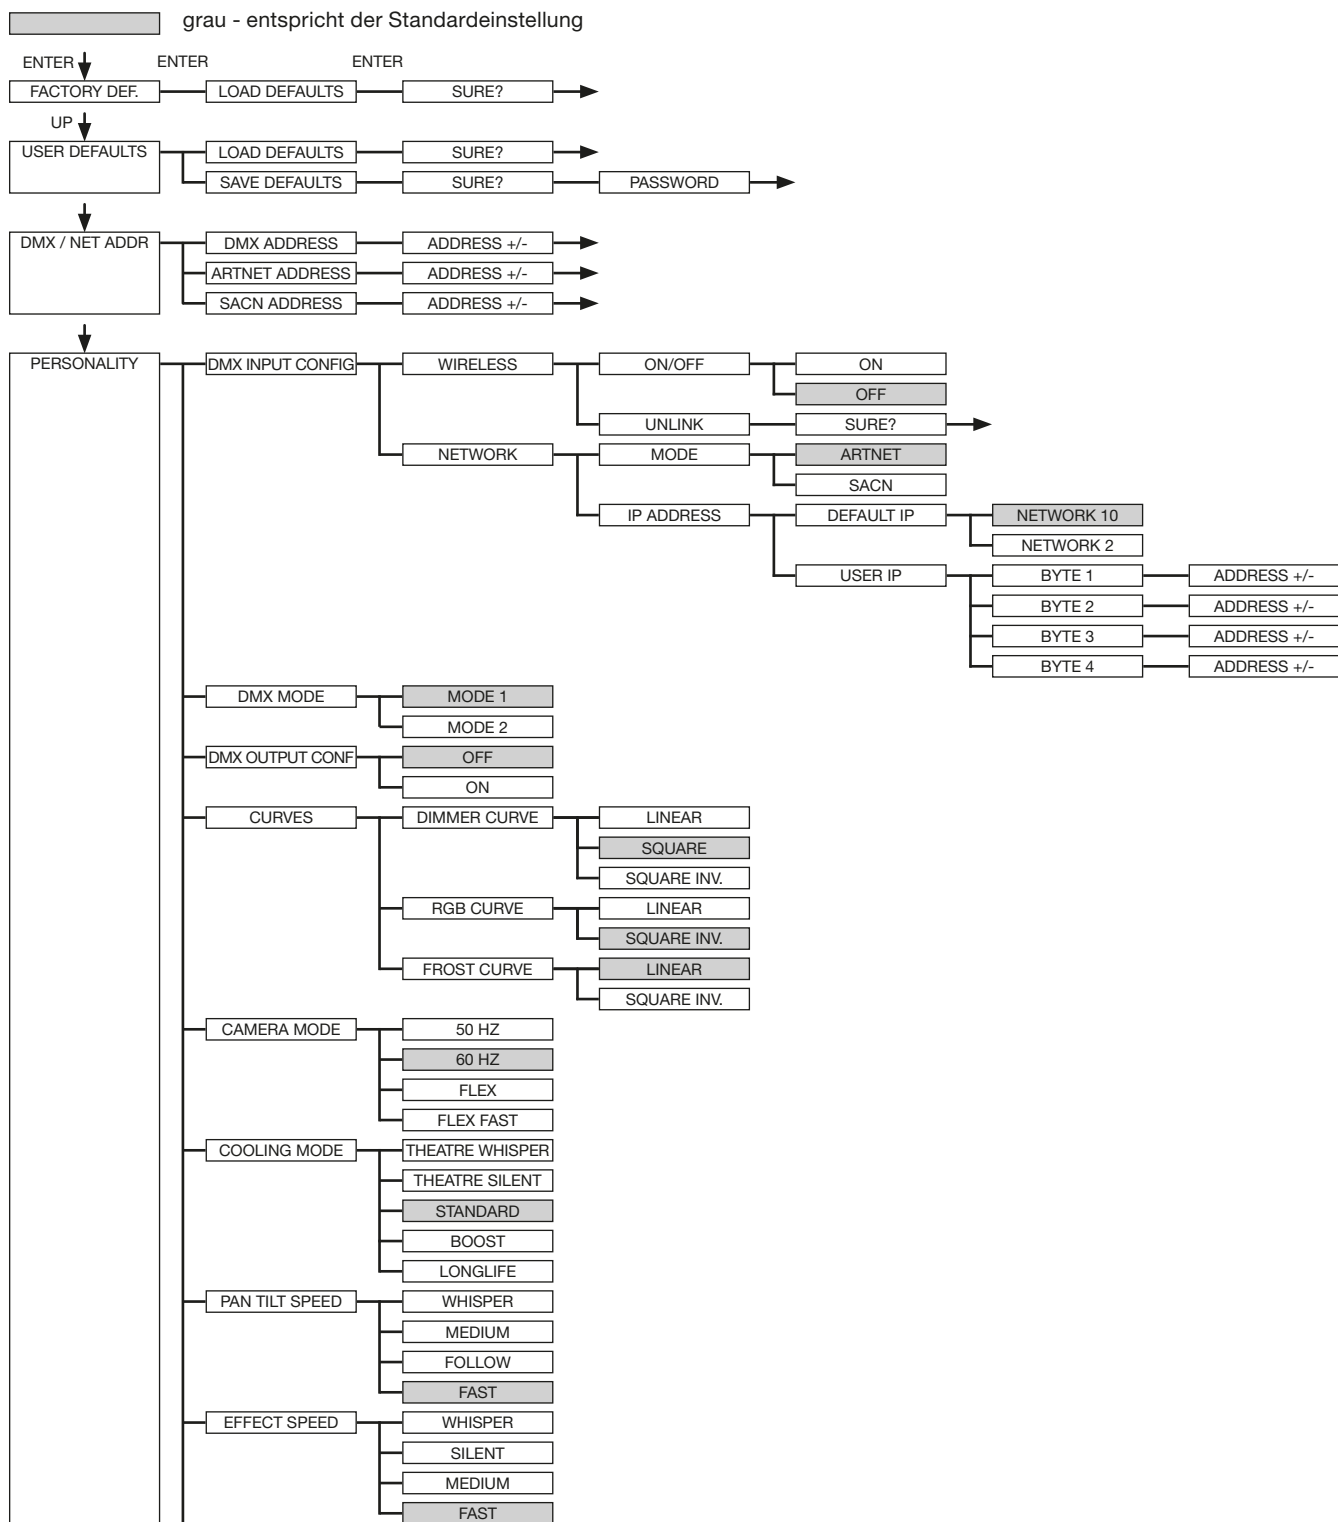 grau - entspricht der Standardeinstellung
ENTER ENTER ENTER
FACTORY DEF. LOAD DEFAULTS SURE?
UP
USER DEFAULTS LOAD DEFAULTS SURE?
SAVE DEFAULTS SURE? PASSWORD
DMX / NET ADDR DMX ADDRESS ADDRESS +/-
ARTNET ADDRESS ADDRESS +/-
SACN ADDRESS ADDRESS +/-
PERSONALITY DMX INPUT CONFIG WIRELESS ON/OFF ON
OFF
UNLINK SURE?
NETWORK MODE ARTNET
SACN
IP ADDRESS DEFAULT IP NETWORK 10
NETWORK 2
USER IP BYTE 1 ADDRESS +/-
BYTE 2 ADDRESS +/-
BYTE 3 ADDRESS +/-
BYTE 4 ADDRESS +/-
DMX MODE MODE 1
MODE 2
DMX OUTPUT CONF OFF
ON
CURVES DIMMER CURVE LINEAR
SQUARE
SQUARE INV.
RGB CURVE LINEAR
SQUARE INV.
FROST CURVE LINEAR
SQUARE INV.
CAMERA MODE 50 HZ
60 HZ
FLEX
FLEX FAST
COOLING MODE THEATRE WHISPER
THEATRE SILENT
STANDARD
BOOST
LONGLIFE
PAN TILT SPEED WHISPER
MEDIUM
FOLLOW
FAST
EFFECT SPEED WHISPER
SILENT
MEDIUM
FAST